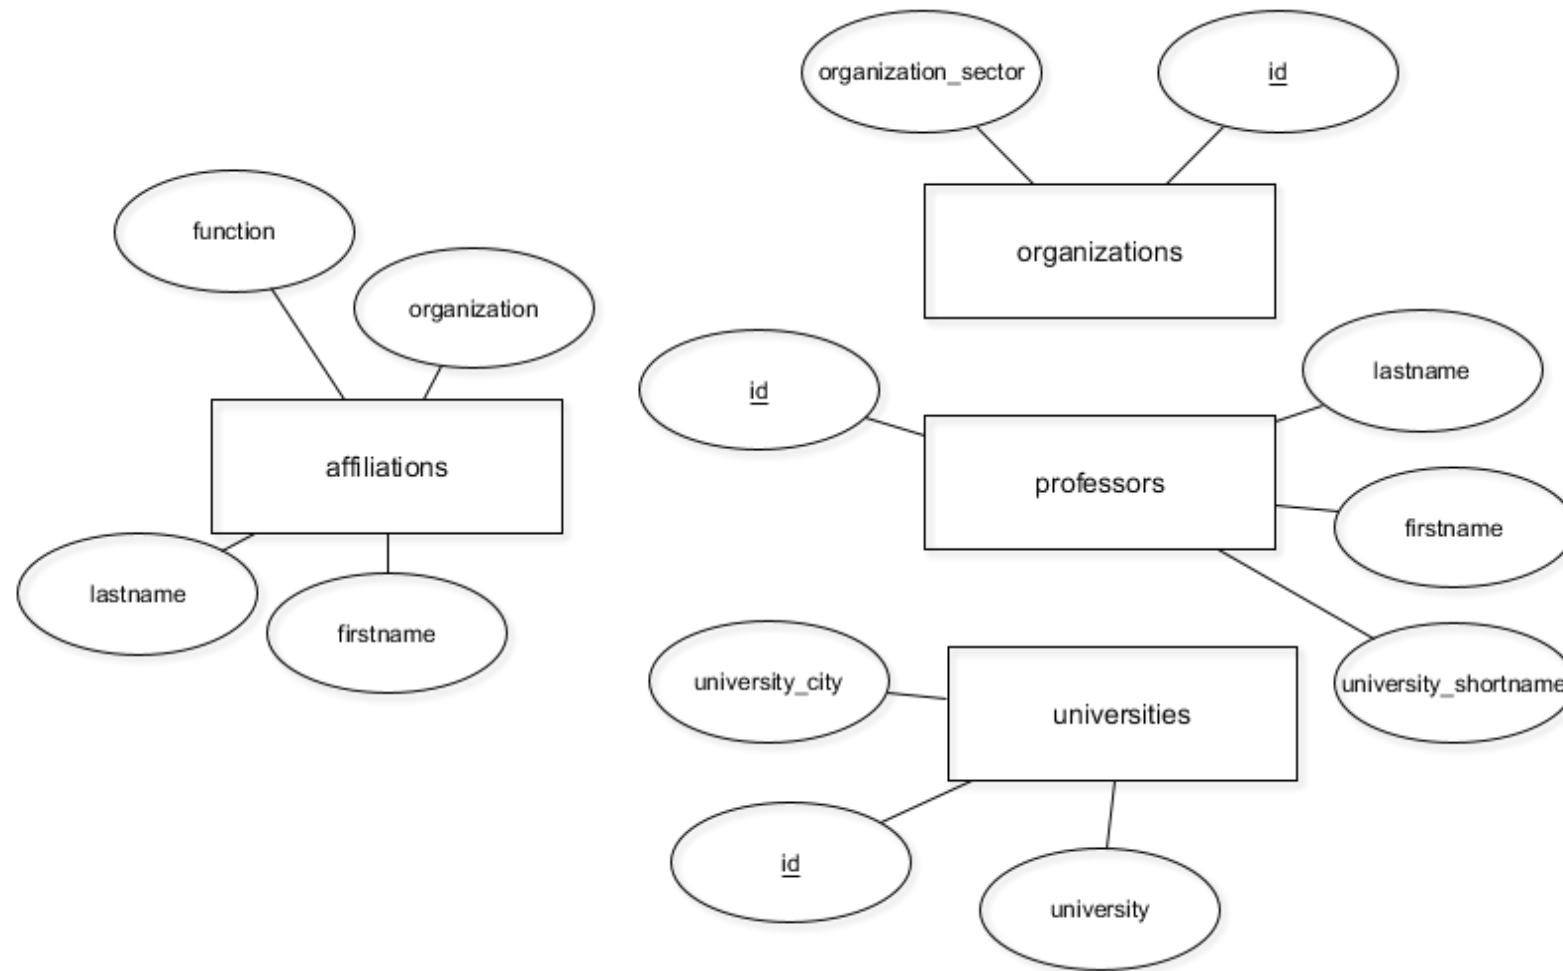 organization_sector
id
organizations
function
organization
affiliations
lastname
firstname
id
lastname
professors
firstname
university_shortname
university_city
universities
id
university